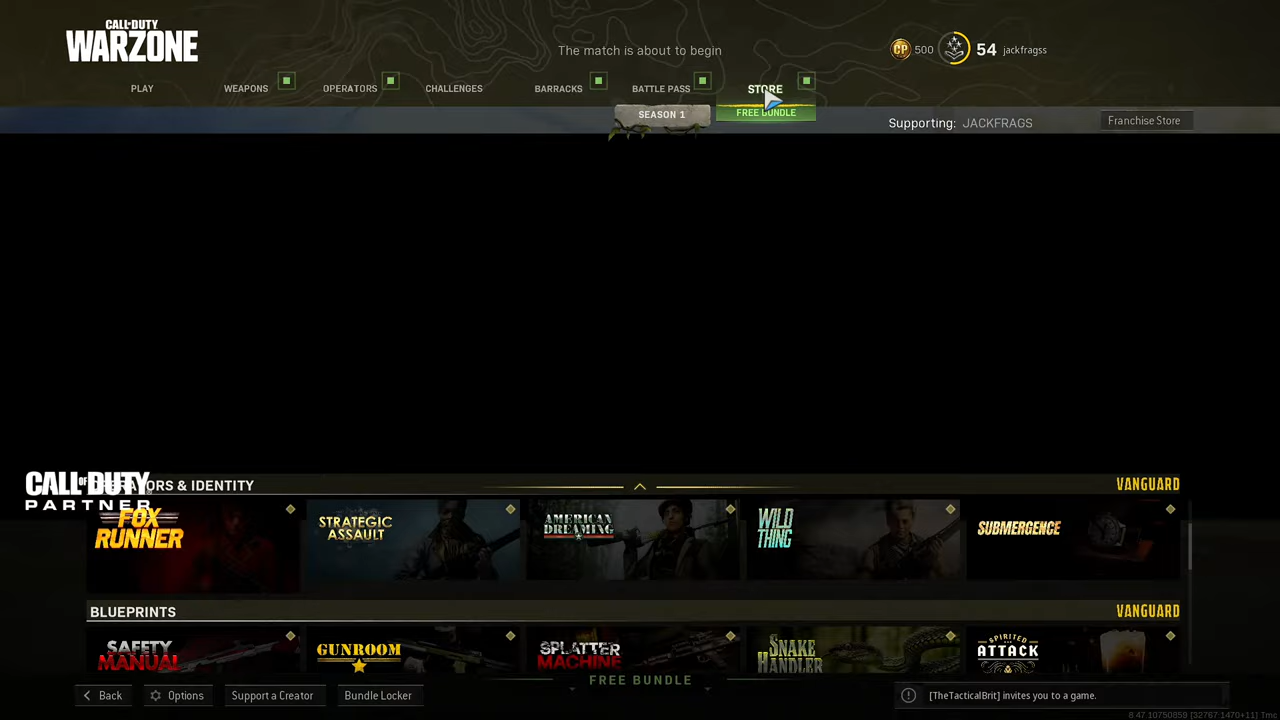 CALL OF DUTY
WARZONE
The match is about to begin
CP 500 54 jackfragss
PLAY WEAPONS OPERATORS CHALLENGES BARRACKS BATTLE PASS STORE
SEASON 1 FREE BUNDLE
Supporting: JACKFRAGS Franchise Store
CALL OF DUTY
PARTNER
& IDENTITY VANGUARD
FOX RUNNER
STRATEGIC ASSAULT
AMERICAN DREAMING
WILD THING
SUBMERGENCE
BLUEPRINTS VANGUARD
SAFETY MANUAL
GUNROOM
SPLATTER MACHINE
SNAKE HANDLER
SPIRITED ATTACK
FREE BUNDLE
Back Options Support a Creator Bundle Locker
[TheTacticalBrit] invites you to a game.